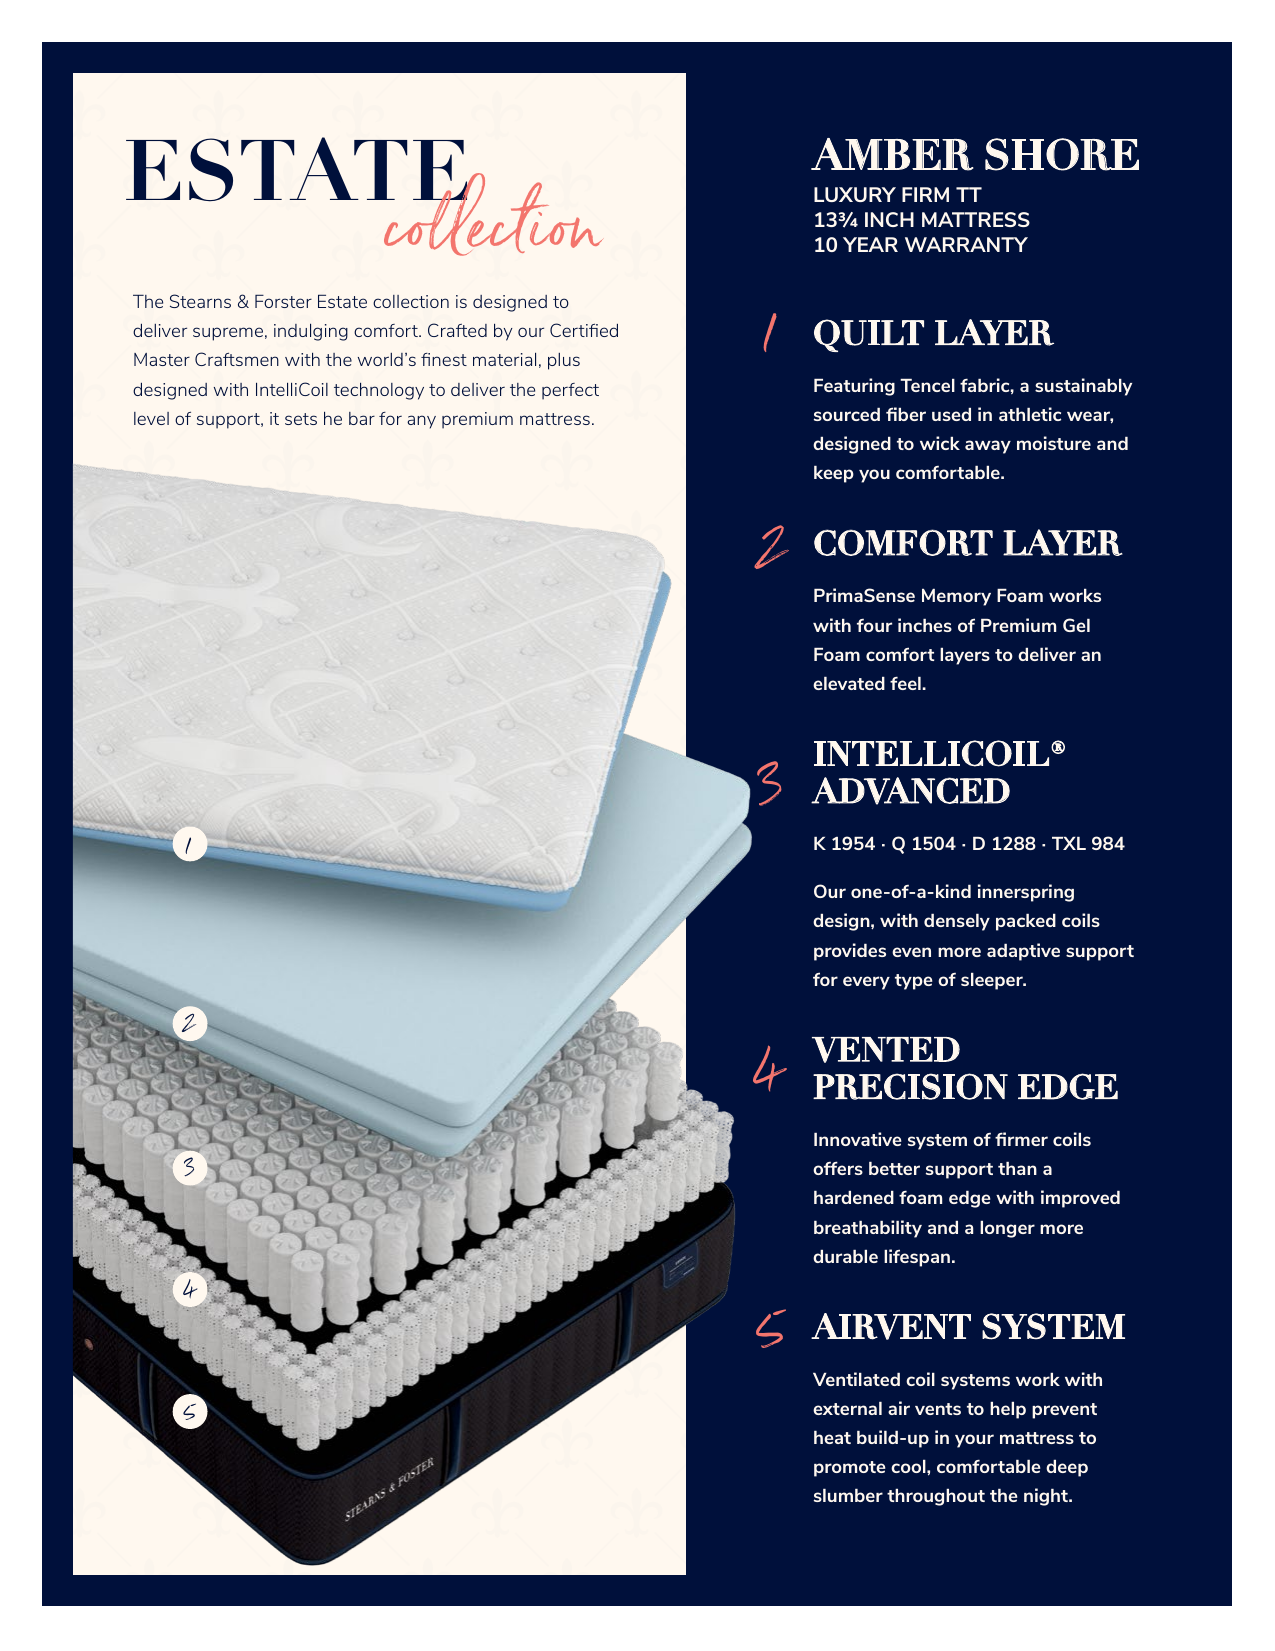 ESTATE
collection
The Stearns & Forster Estate collection is designed to
deliver supreme, indulging comfort. Crafted by our Certified
Master Craftsmen with the world's finest material, plus
designed with IntelliCoil technology to deliver the perfect
level of support, it sets he bar for any premium mattress.
1
2
3
4
5
STEARNS & FOSTER
AMBER SHORE
LUXURY FIRM TT
13¾ INCH MATTRESS
10 YEAR WARRANTY
1 QUILT LAYER
Featuring Tencel fabric, a sustainably
sourced fiber used in athletic wear,
designed to wick away moisture and
keep you comfortable.
2 COMFORT LAYER
PrimaSense Memory Foam works
with four inches of Premium Gel
Foam comfort layers to deliver an
elevated feel.
3 INTELLICOIL®
ADVANCED
K 1954 · Q 1504 · D 1288 · TXL 984
Our one-of-a-kind innerspring
design, with densely packed coils
provides even more adaptive support
for every type of sleeper.
4 VENTED
PRECISION EDGE
Innovative system of firmer coils
offers better support than a
hardened foam edge with improved
breathability and a longer more
durable lifespan.
5 AIRVENT SYSTEM
Ventilated coil systems work with
external air vents to help prevent
heat build-up in your mattress to
promote cool, comfortable deep
slumber throughout the night.